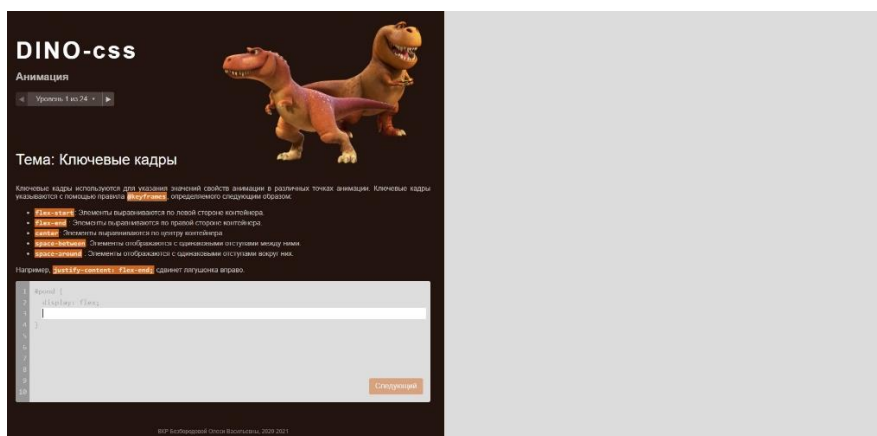 DINO-css
Анимация
◀ Уровень 1 из 24 ▾ ▶
Тема: Ключевые кадры
Ключевые кадры используются для указания значений свойств анимации в различных точках анимации. Ключевые кадры
указываются с помощью правила @keyframes, определяемого следующим образом:
• flex-start: Элементы выравниваются по левой стороне контейнера.
• flex-end: Элементы выравниваются по правой стороне контейнера.
• center: Элементы выравниваются по центру контейнера.
• space-between: Элементы отображаются с одинаковыми отступами между ними.
• space-around: Элементы отображаются с одинаковыми отступами вокруг них.
Например, justify-content: flex-end; сдвинет лягушонка вправо.
1 #pond {
2 display: flex;
3
4 }
5
6
7
8
9
10
Следующий
ВКР Васильевны, 2020-2021